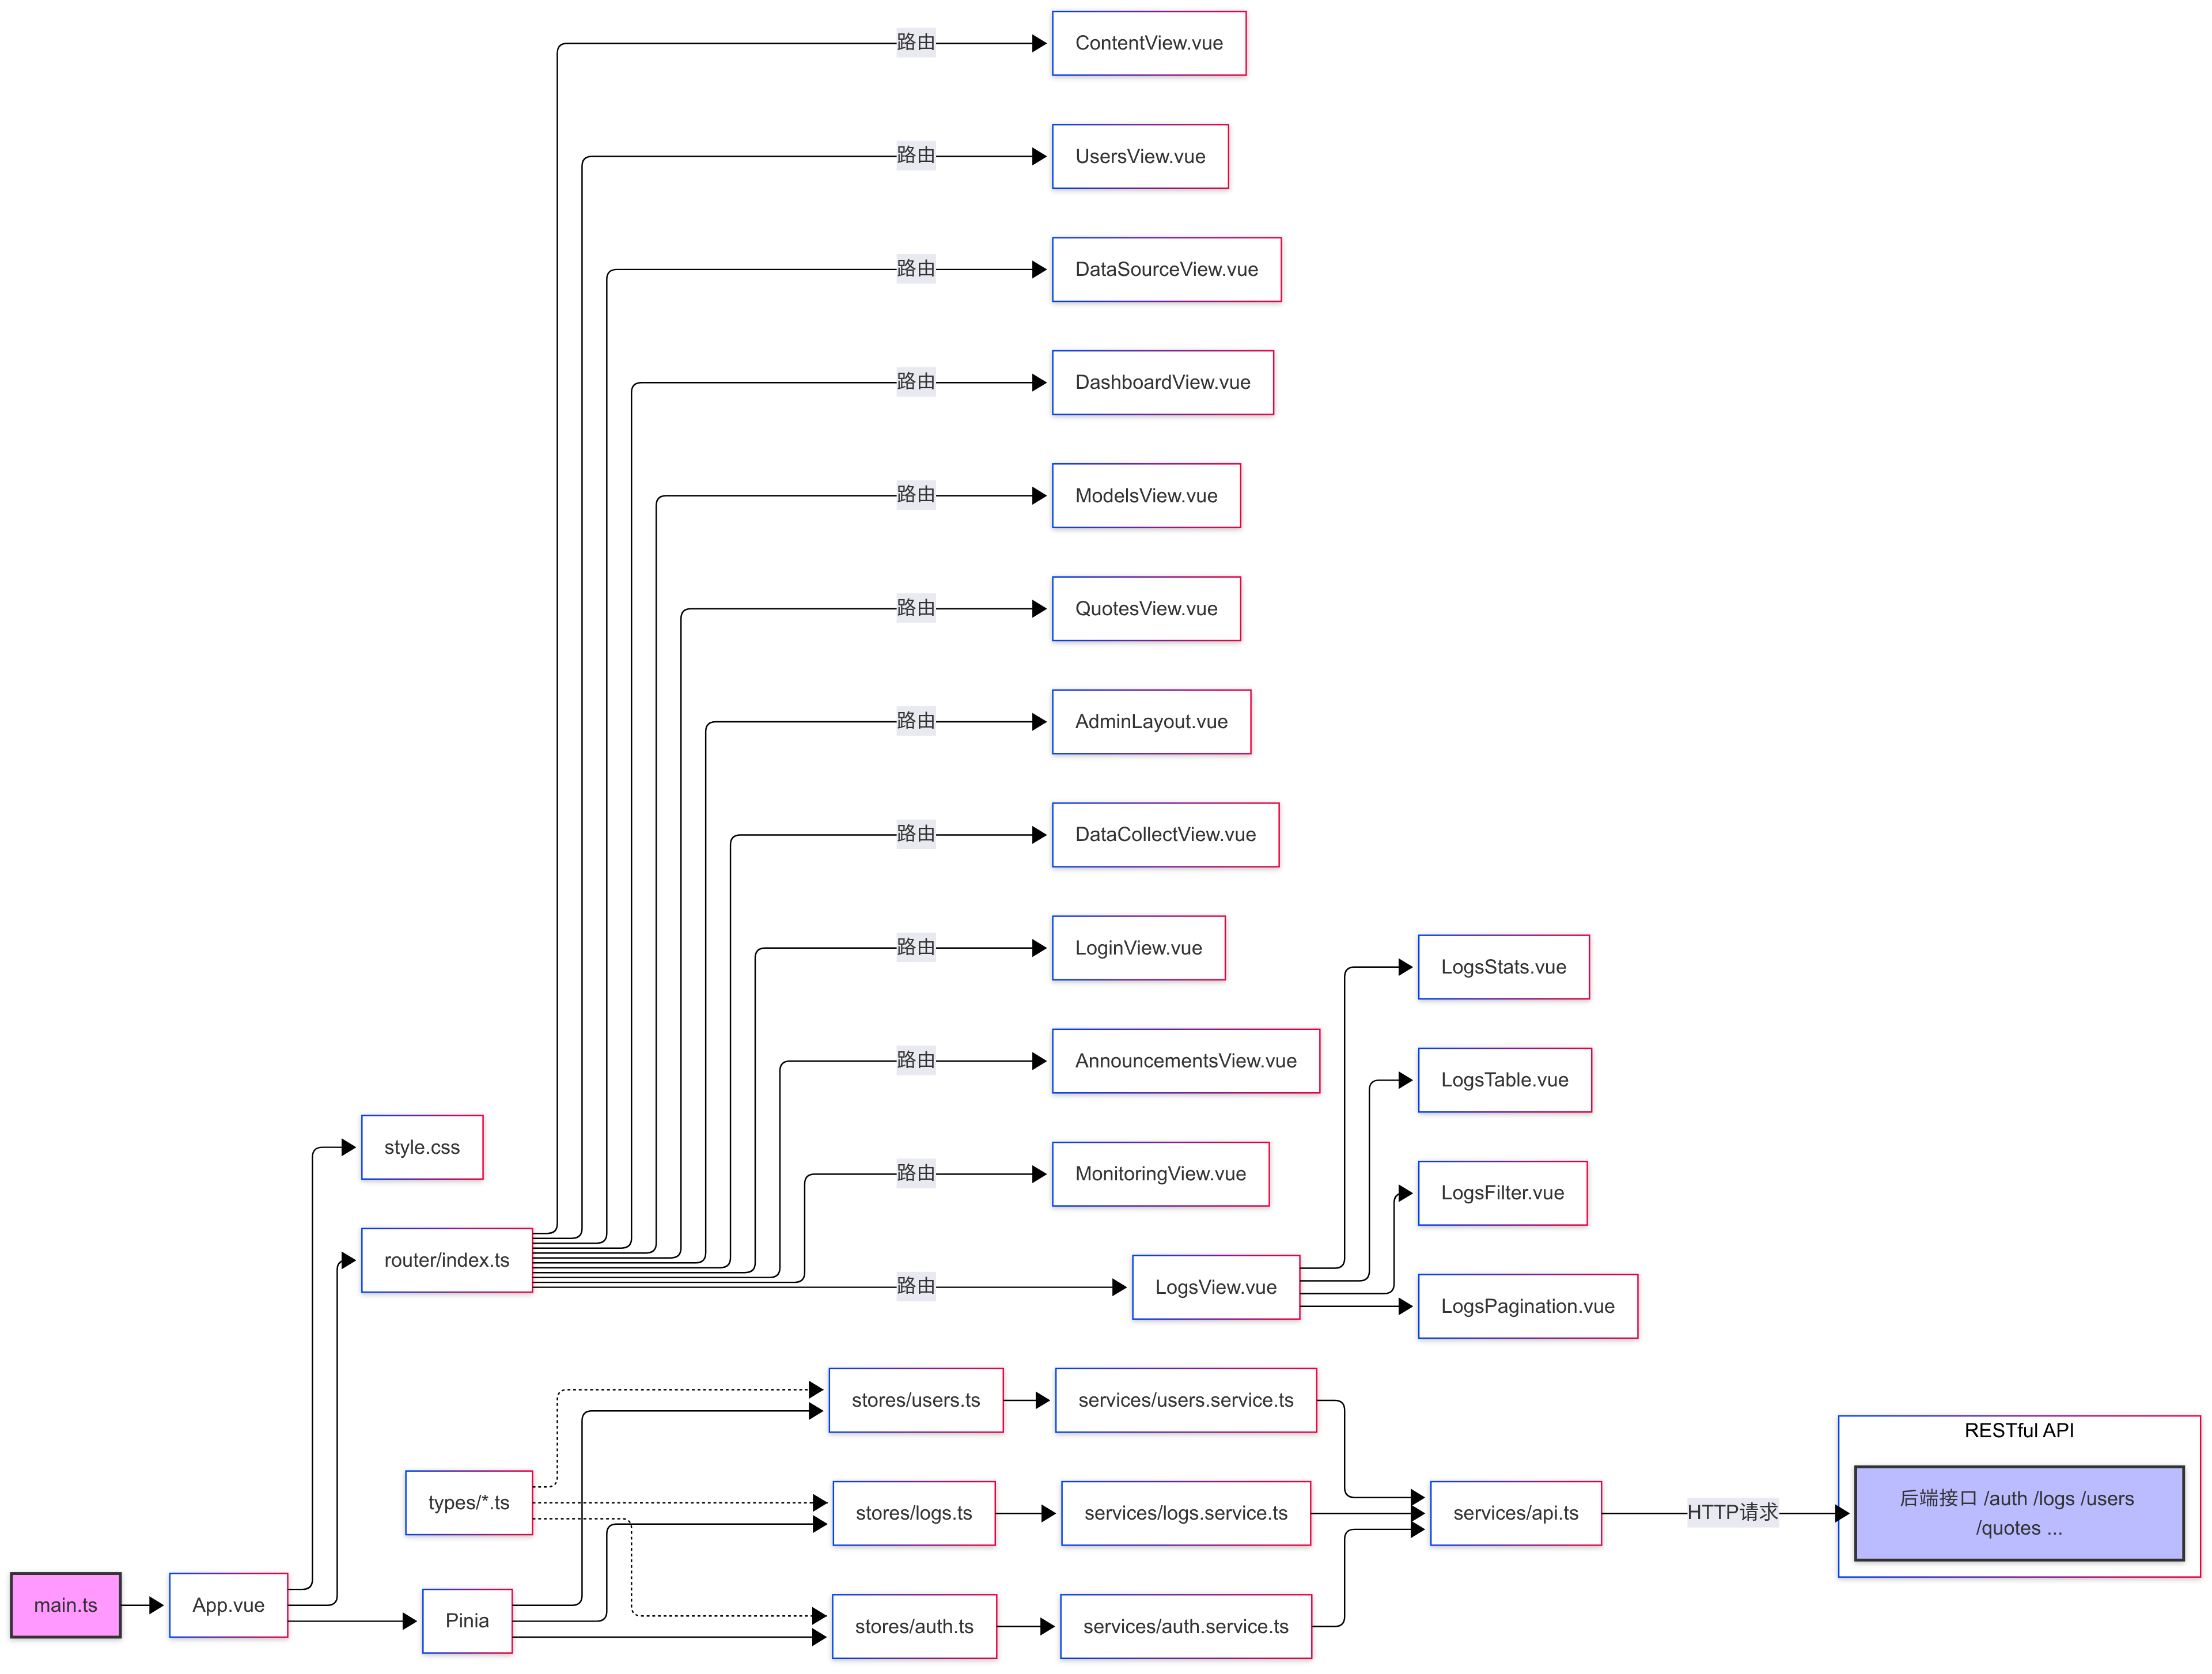 路由
ContentView.vue
路由
UsersView.vue
路由
DataSourceView.vue
路由
DashboardView.vue
路由
ModelsView.vue
路由
QuotesView.vue
路由
AdminLayout.vue
路由
DataCollectView.vue
路由
LoginView.vue
LogsStats.vue
路由
AnnouncementsView.vue
LogsTable.vue
style.css
路由
MonitoringView.vue
LogsFilter.vue
router/index.ts
路由
LogsView.vue
LogsPagination.vue
stores/users.ts
services/users.service.ts
RESTful API
types/*.ts
stores/logs.ts
services/logs.service.ts
services/api.ts
HTTP请求
后端接口 /auth /logs /users
/quotes ...
main.ts
App.vue
Pinia
stores/auth.ts
services/auth.service.ts